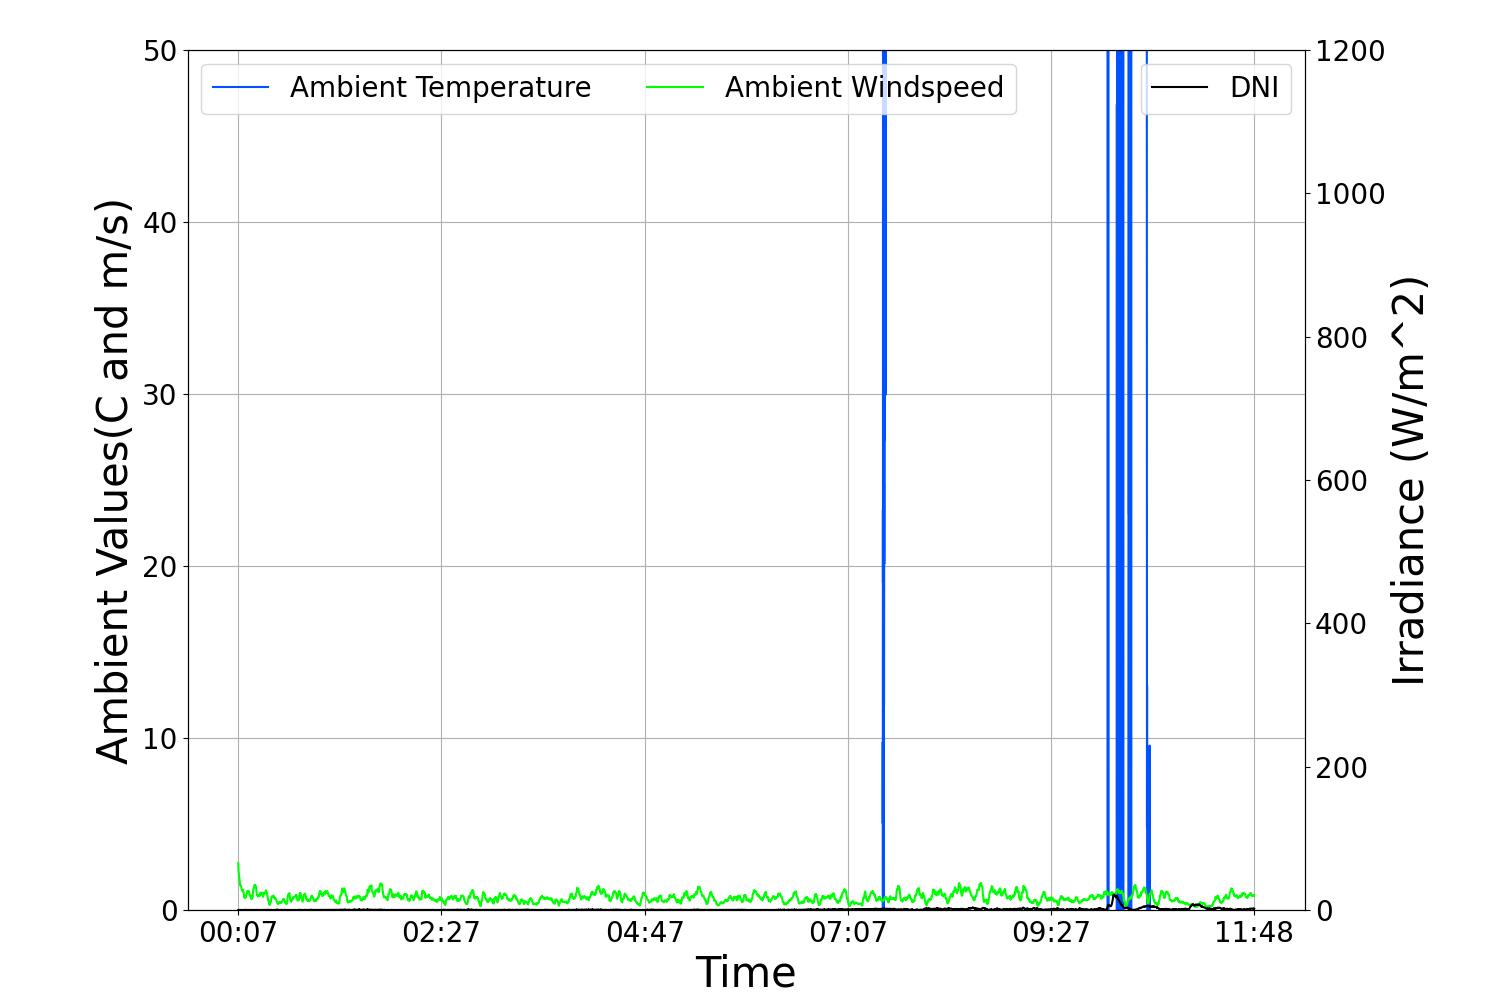 Ambient Temperature
Ambient Windspeed
DNI
50
40
30
20
10
0
Ambient Values(C and m/s)
1200
1000
800
600
400
200
0
Irradiance (W/m^2)
00:07 02:27 04:47 07:07 09:27 11:48
Time